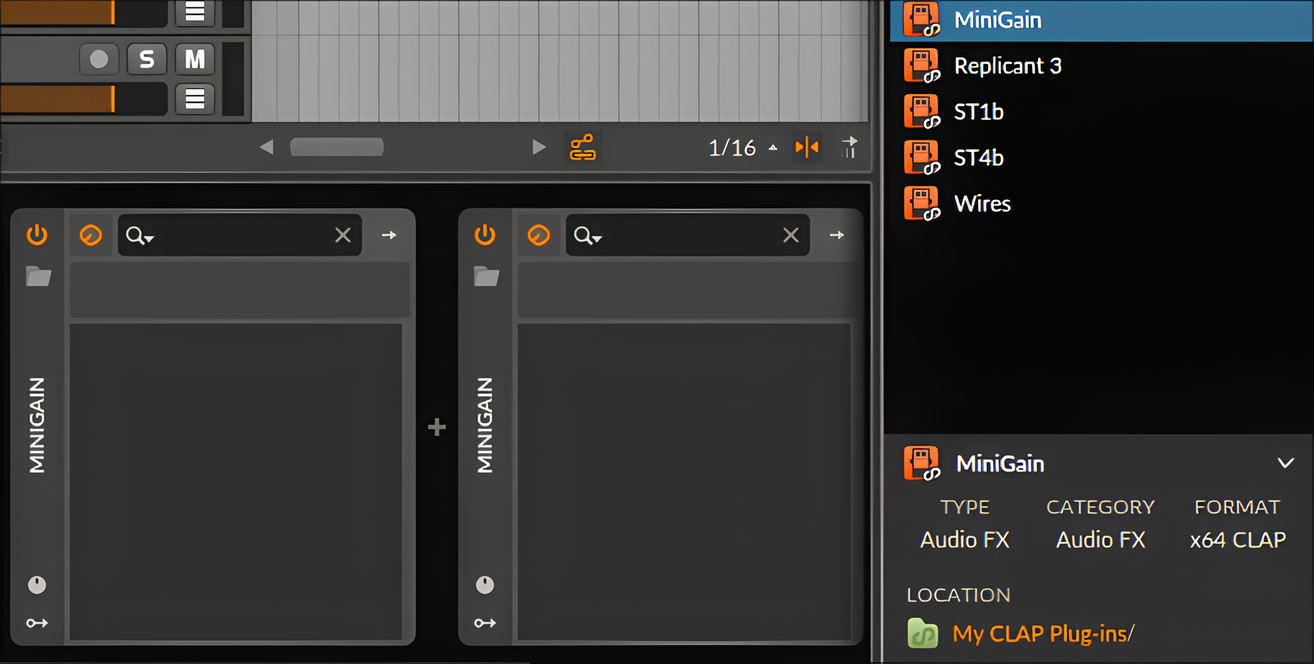 MiniGain
Replicant 3
S M
ST1b
1/16
ST4b
Wires
MINIGAIN
MINIGAIN
MiniGain
TYPE CATEGORY FORMAT
Audio FX Audio FX x64 CLAP
LOCATION
My CLAP Plug-ins/